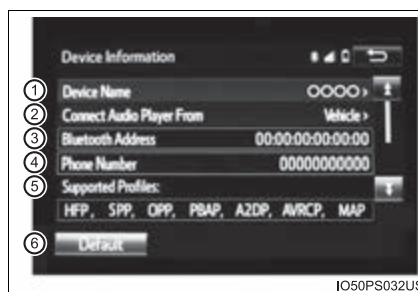 Device Information
1 Device Name OOOO >
2 Connect Audio Player From Vehicle >
3 Bluetooth Address 00:00:00:00:00:00
4 Phone Number 00000000000
5 Supported Profiles:
HFP, SPP, OPP, PBAP, A2DP, AVRCP, MAP
6 Default
IO50PS032US